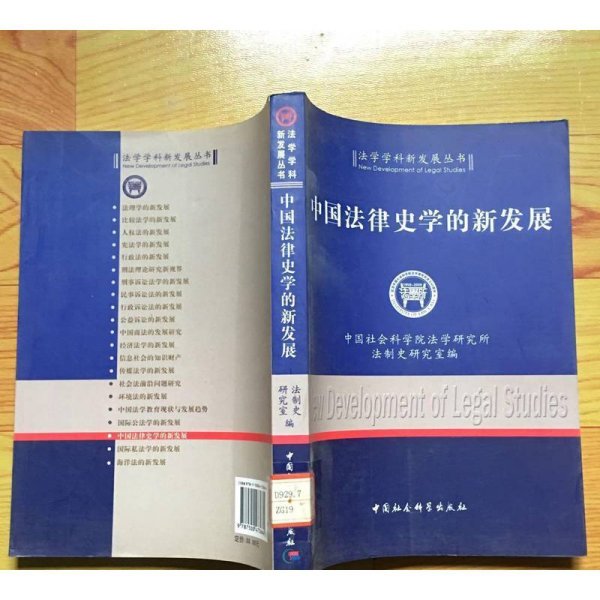 法学学科新发展丛书
New Development of Legal Studies
法理学的新发展
比较法学的新发展
人权法的新发展
宪法学的新发展
行政法的新发展
刑法理论研究新视界
刑事诉讼法学的新发展
民事诉讼法的新发展
行政诉讼法的新发展
公益诉讼的新发展
中国商法的发展研究
经济法学的新发展
信息社会的知识财产
传媒法学的新发展
社会法前沿问题研究
环境法的新发展
中国法学教育现状与发展趋势
国际公法学的新发展
中国法律史学的新发展
国际私法学的新发展
海洋法的新发展
法学学科
新发展丛书
中国法律史学的新发展
法制史
研究室 编
中国
D929.7
ZG19
出版社
法学学科新发展丛书
New Development of Legal Studies
中国法律史学的新发展
中国社会科学院法学研究所
法制史研究室编
New Development of Legal Studies
中国社会科学出版社